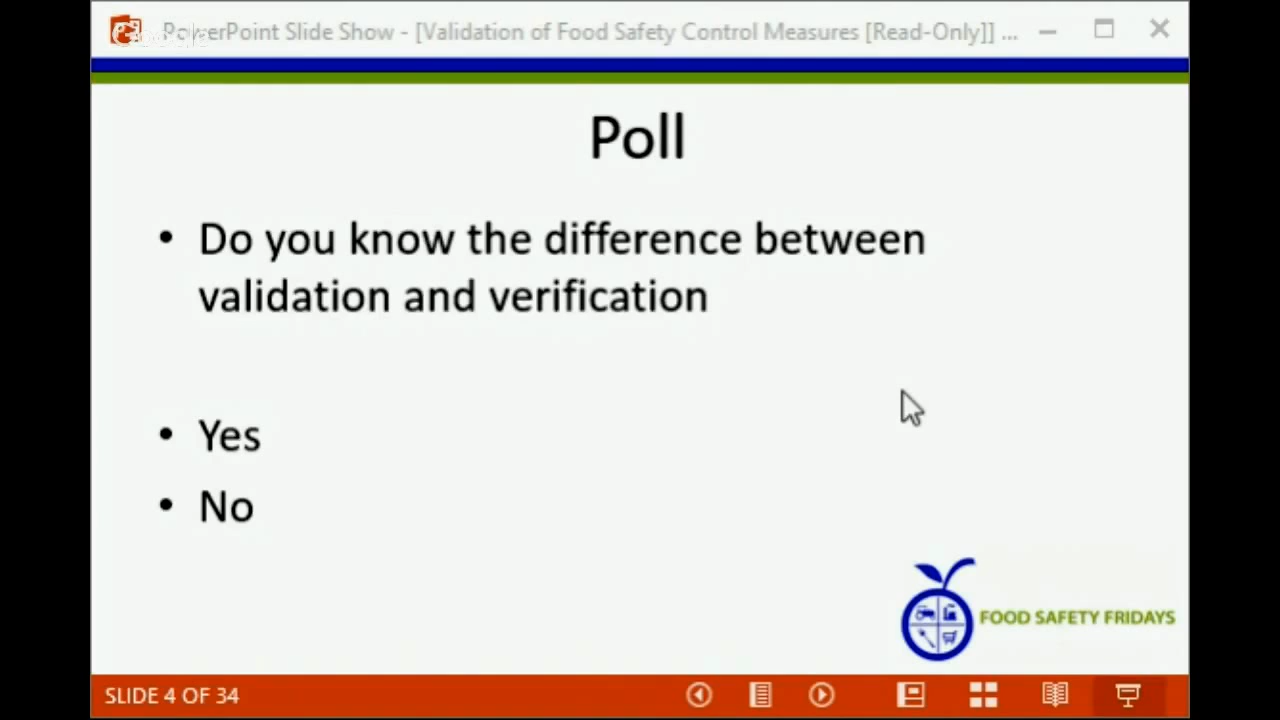 PowerPoint Slide Show - [Validation of Food Safety Control Measures [Read-Only]] ...
Poll
• Do you know the difference between
validation and verification
• Yes
• No
FOOD SAFETY FRIDAYS
SLIDE 4 OF 34